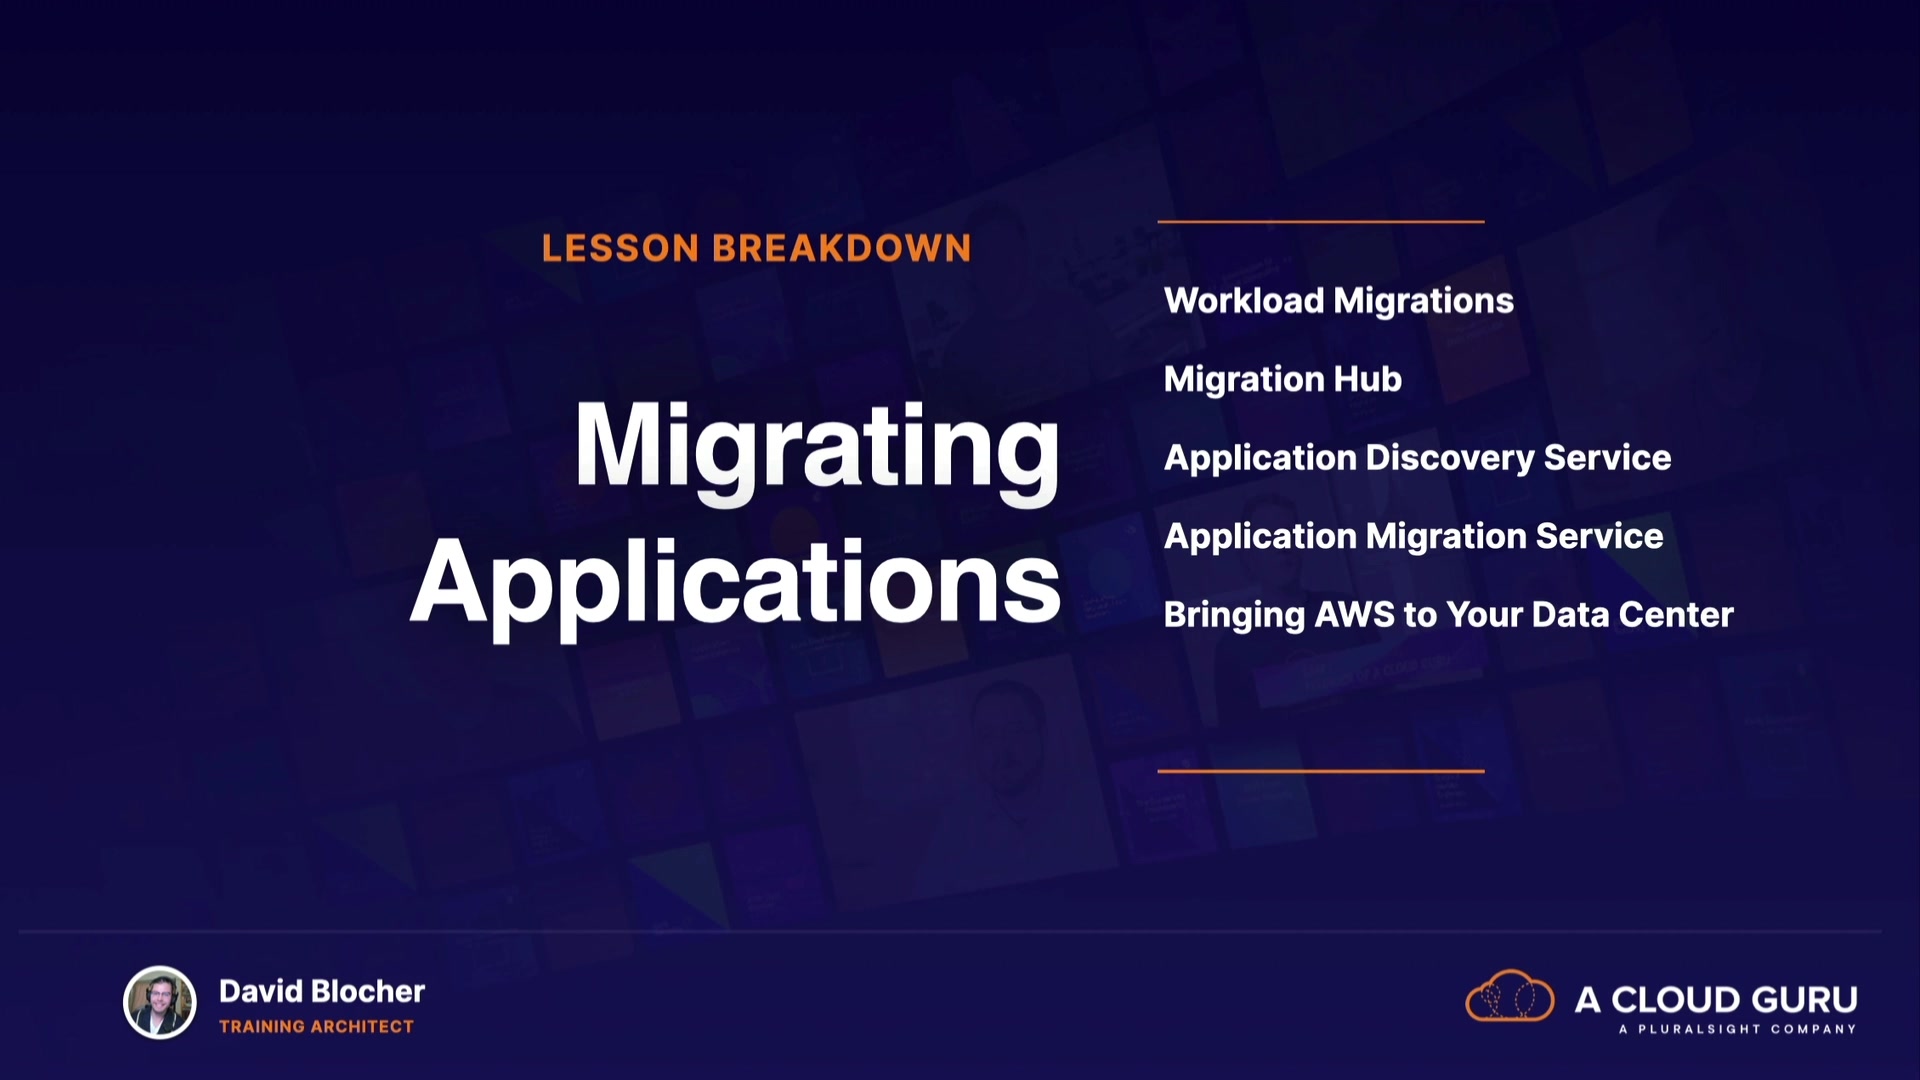 LESSON BREAKDOWN
Migrating
Applications
Workload Migrations
Migration Hub
Application Discovery Service
Application Migration Service
Bringing AWS to Your Data Center
David Blocher
TRAINING ARCHITECT
A CLOUD GURU
A PLURALSIGHT COMPANY